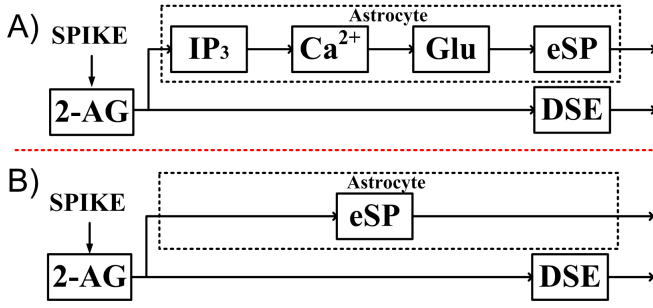 A)
Astrocyte
SPIKE
IP₃
Ca²⁺
Glu
eSP
2-AG
DSE
B)
Astrocyte
SPIKE
eSP
2-AG
DSE